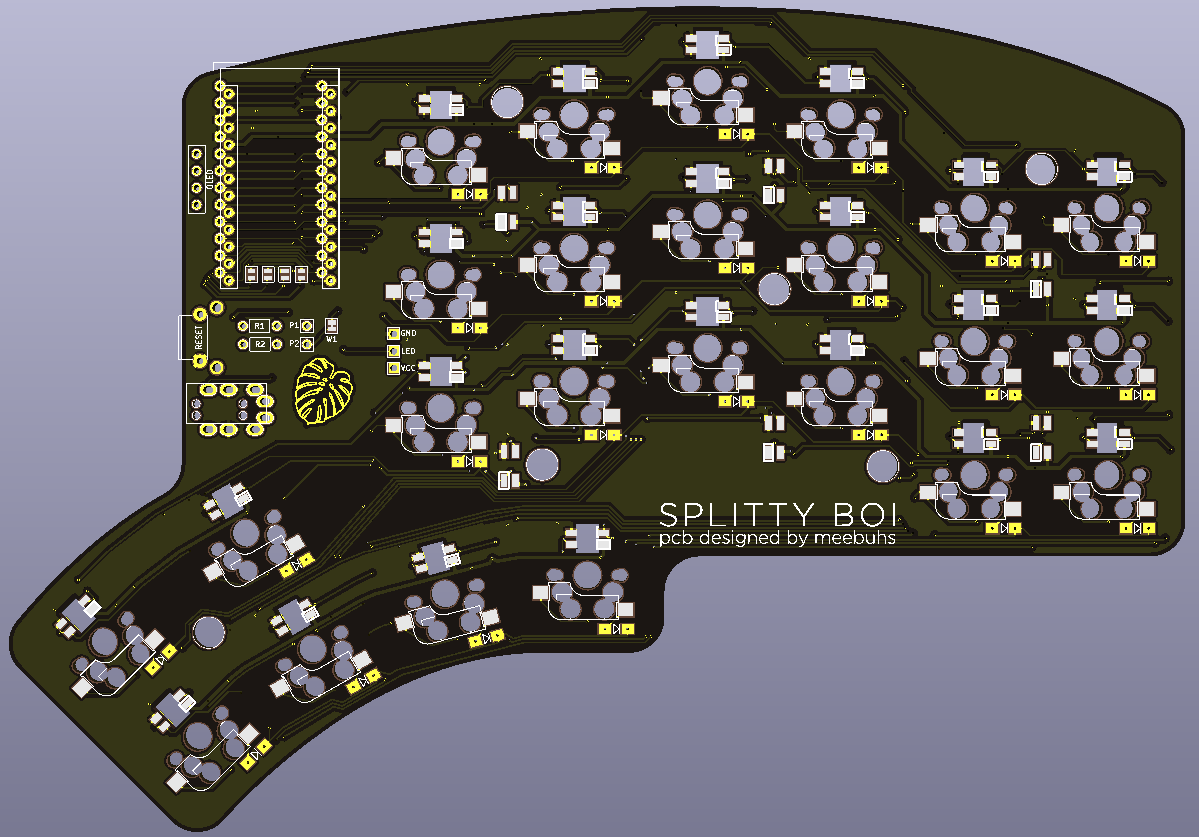 OLED
RESET
R1
P1
R2
P2
W1
GND
LED
VCC
SPLITTY BOI
pcb designed by meebuhs